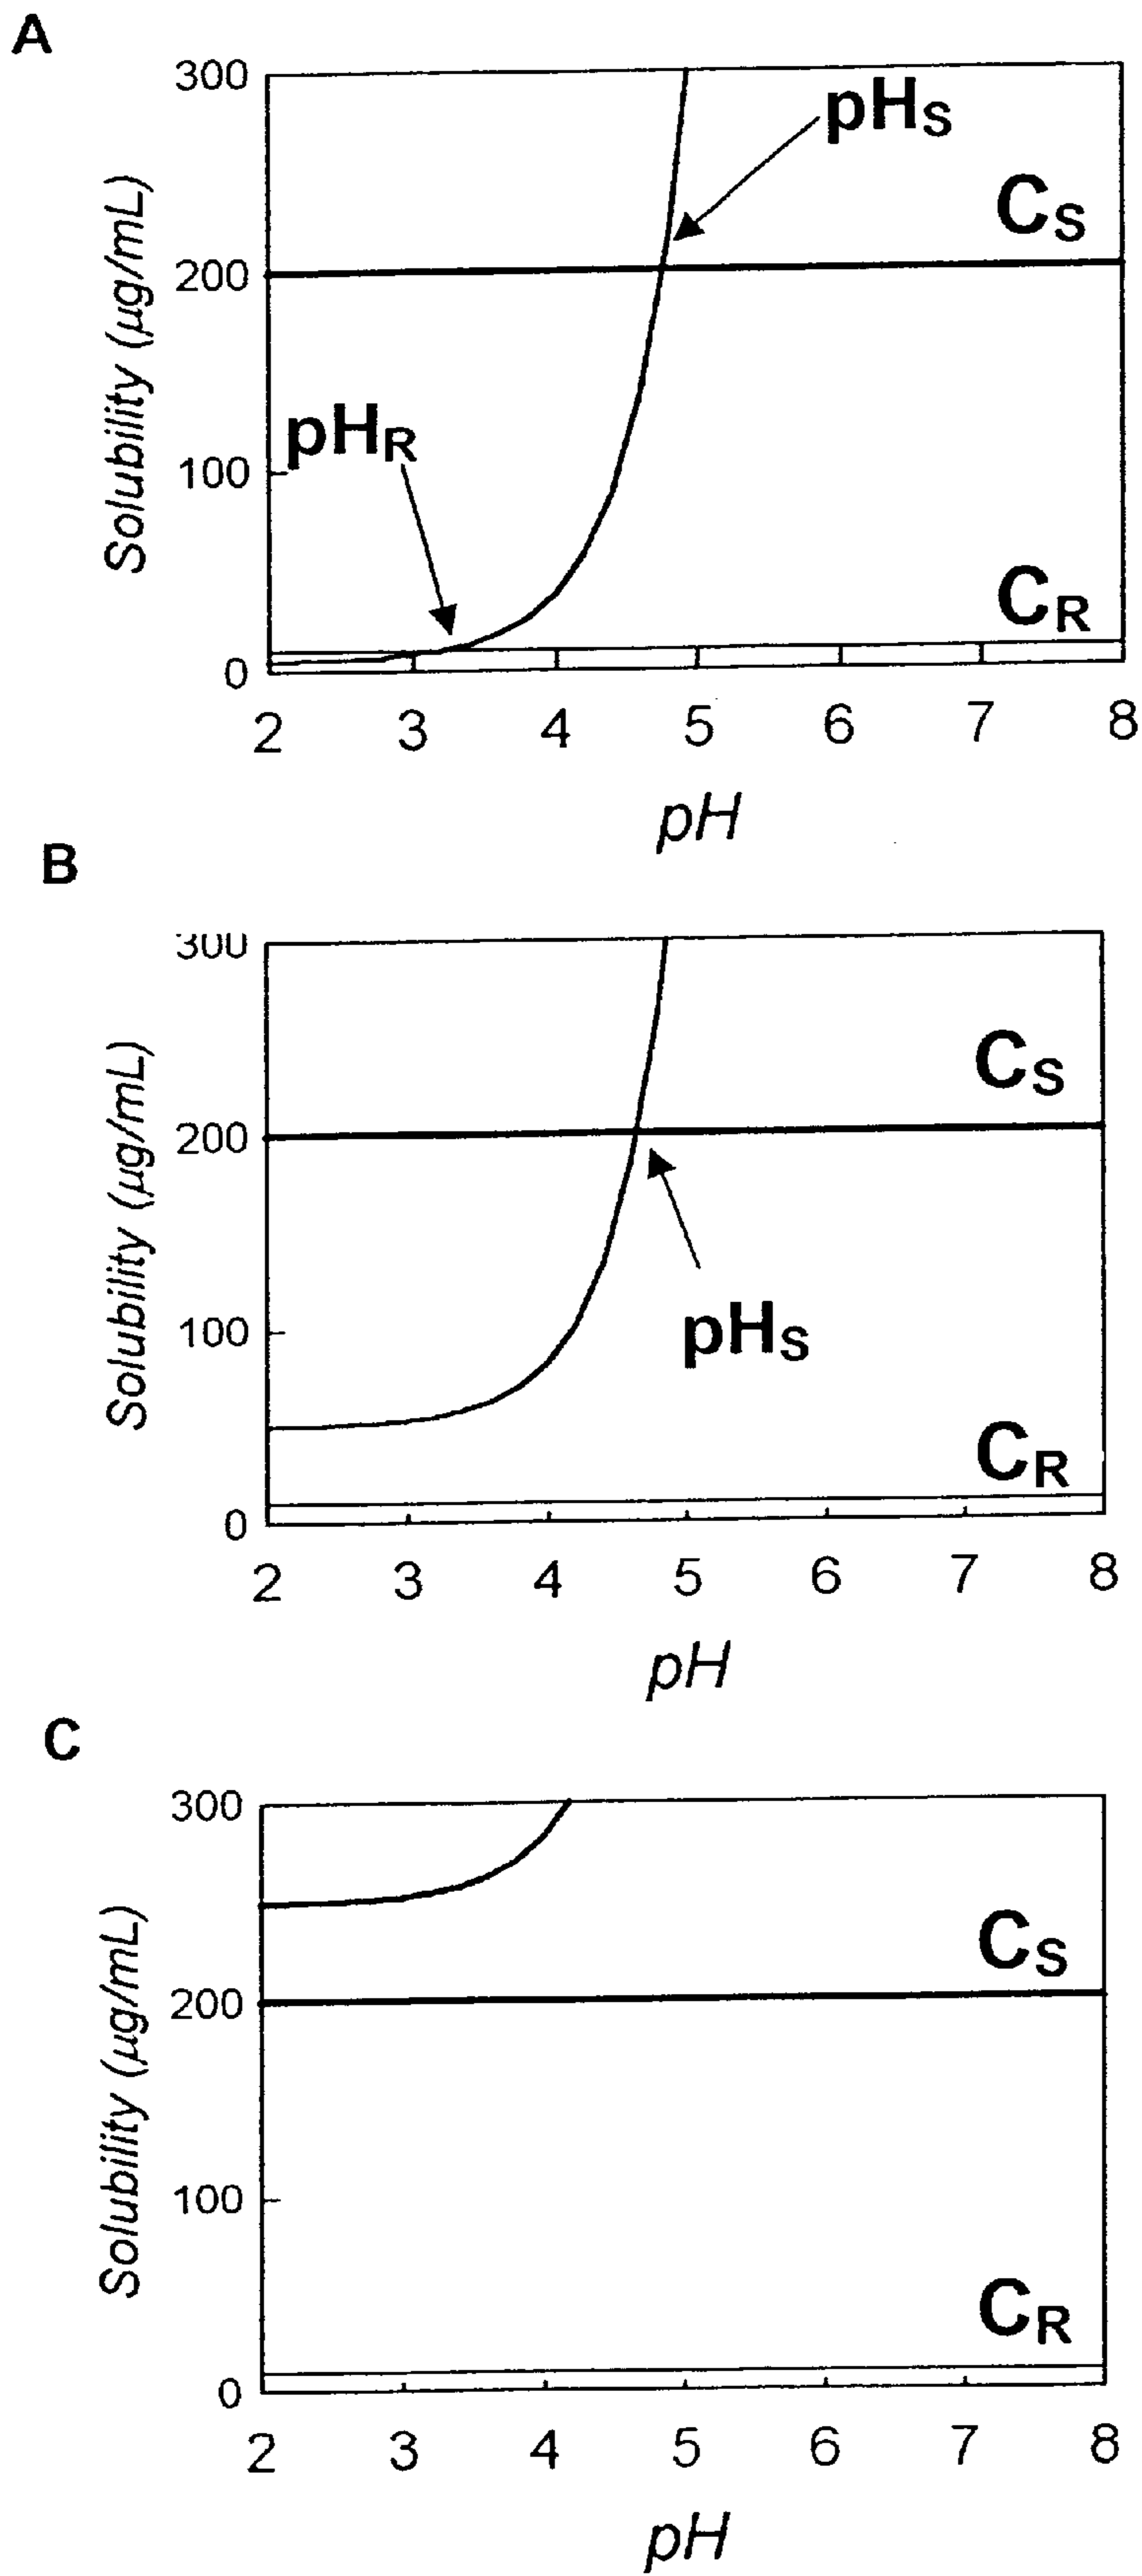 A
300
pHS
CS
200
pHR
100
CR
0
2 3 4 5 6 7 8
Solubility (μg/mL)
pH
B
300
CS
200
pHS
100
CR
0
2 3 4 5 6 7 8
Solubility (μg/mL)
pH
C
300
CS
200
100
CR
0
2 3 4 5 6 7 8
Solubility (μg/mL)
pH